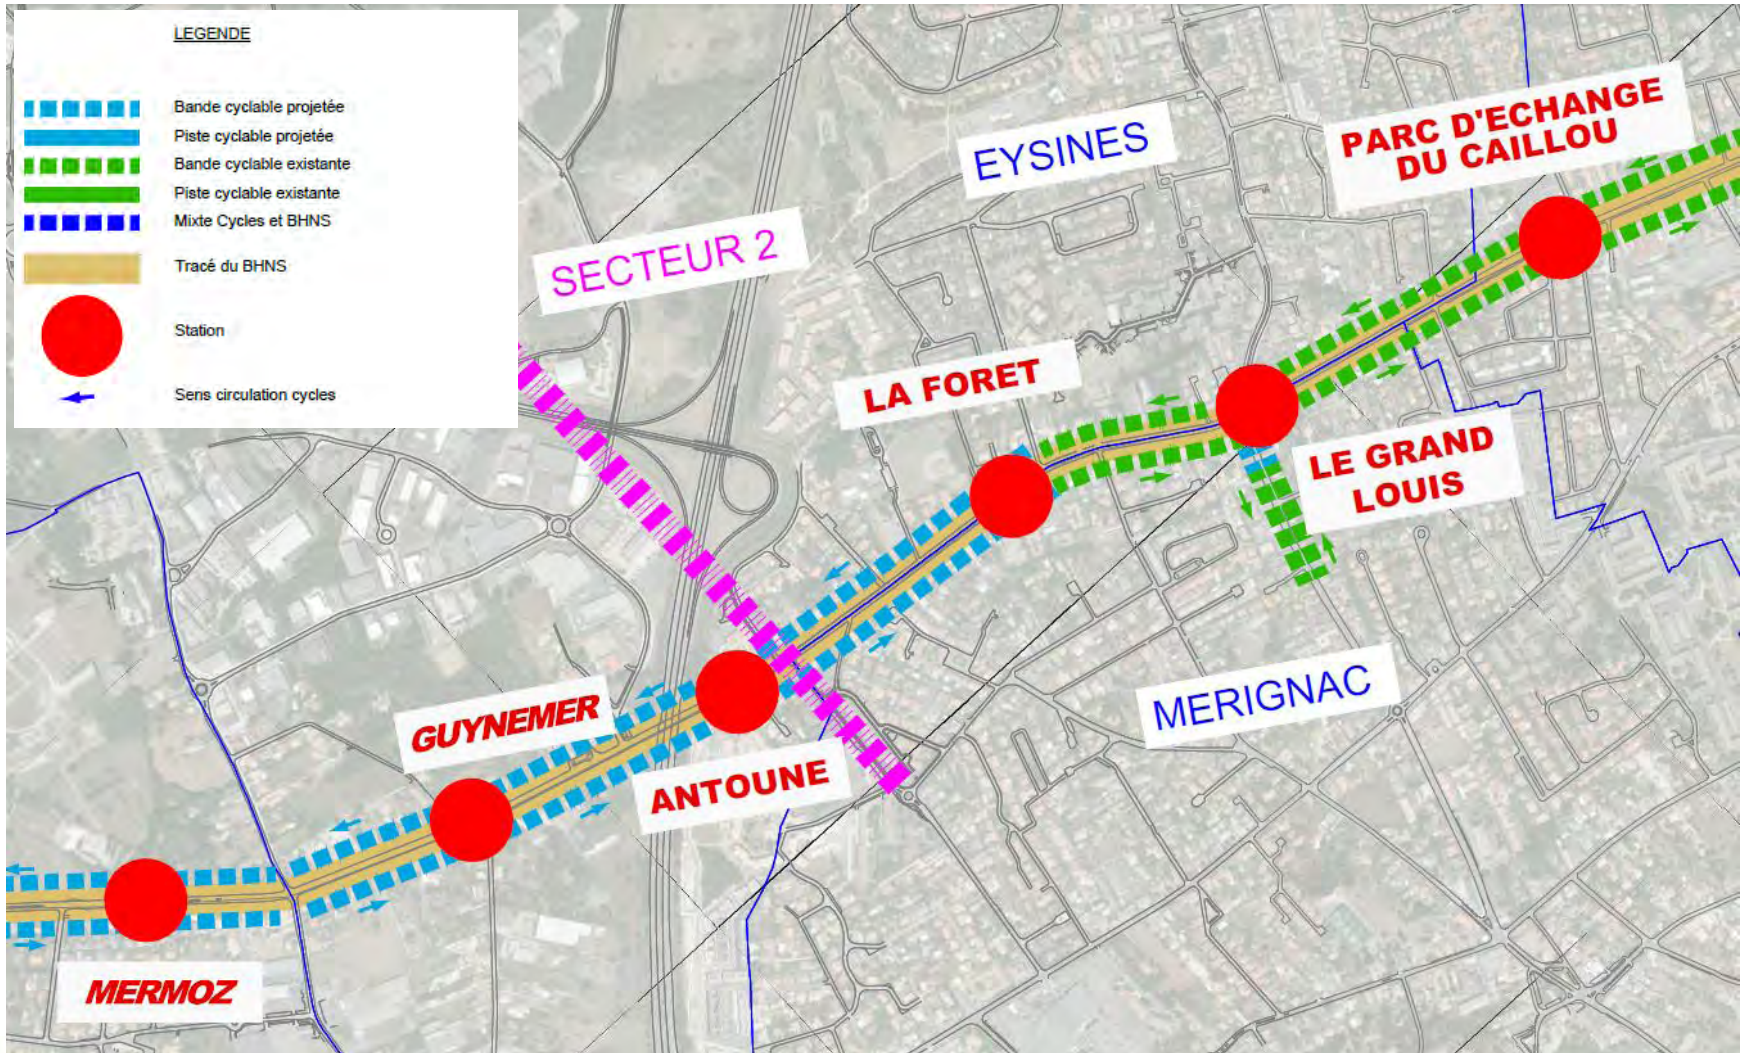 LEGENDE
Bande cyclable projetée
Piste cyclable projetée
Bande cyclable existante
Piste cyclable existante
Mixte Cycles et BHNS
Tracé du BHNS
Station
Sens circulation cycles
SECTEUR 2
EYSINES
PARC D'ECHANGE
DU CAILLOU
LA FORET
LE GRAND
LOUIS
MERIGNAC
GUYNEMER
ANTOUNE
MERMOZ